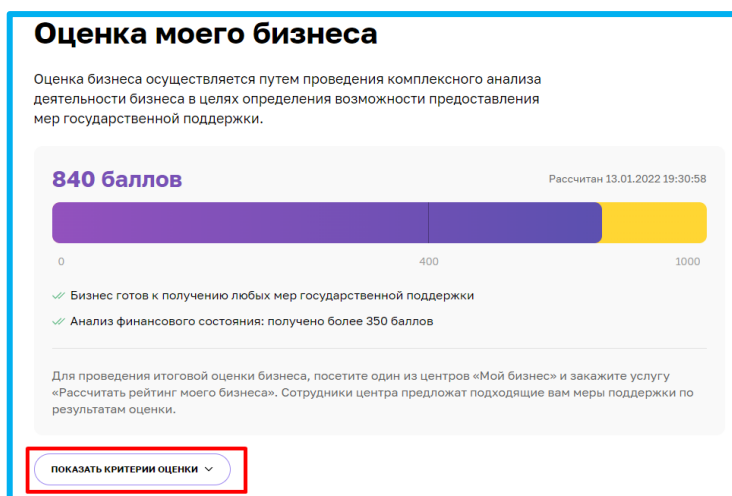 Оценка моего бизнеса
Оценка бизнеса осуществляется путем проведения комплексного анализа
деятельности бизнеса в целях определения возможности предоставления
мер государственной поддержки.
840 баллов
Рассчитан 13.01.2022 19:30:58
0 400 1000
Бизнес готов к получению любых мер государственной поддержки
Анализ финансового состояния: получено более 350 баллов
Для проведения итоговой оценки бизнеса, посетите один из центров «Мой бизнес» и закажите услугу
«Рассчитать рейтинг моего бизнеса». Сотрудники центра предложат подходящие вам меры поддержки по
результатам оценки.
ПОКАЗАТЬ КРИТЕРИИ ОЦЕНКИ